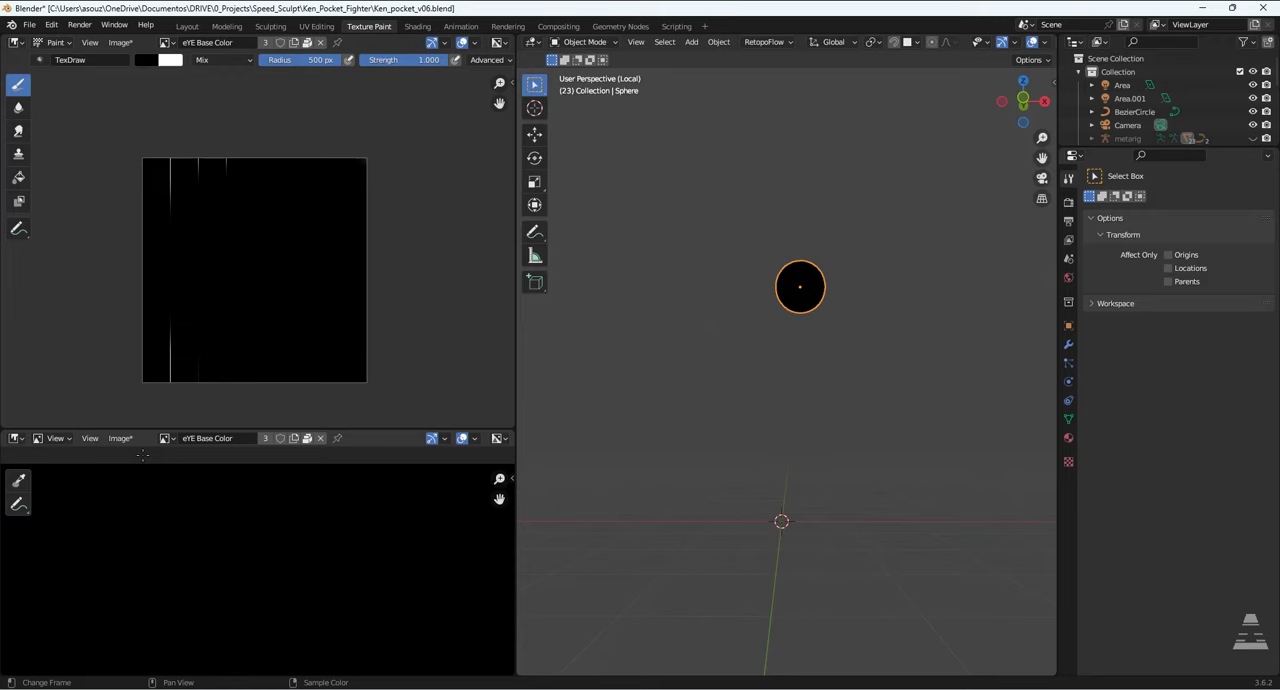 Blender* [C:\Users\asouz\OneDrive\Documentos\DRIVE\0_Projects\Speed_Sculpt\Ken_Pocket_Fighter\Ken_pocket_v06.blend]
File Edit Render Window Help Layout Modeling Sculpting UV Editing Texture Paint Shading Animation Rendering Compositing Geometry Nodes Scripting + Scene ViewLayer
Paint View Image* eYE Base Color 3 Object Mode View Select Add Object RetopoFlow Global
TexDraw Mix Radius 500 px Strength 1.000 Advanced Options
Scene Collection
Collection
Area
Area.001
BezierCircle
Camera
metarig
User Perspective (Local)
(23) Collection | Sphere
Z
X
Y
Select Box
Options
Transform
Affect Only Origins
Locations
Parents
Workspace
View View Image* eYE Base Color 3
Change Frame Pan View Sample Color 3.6.2